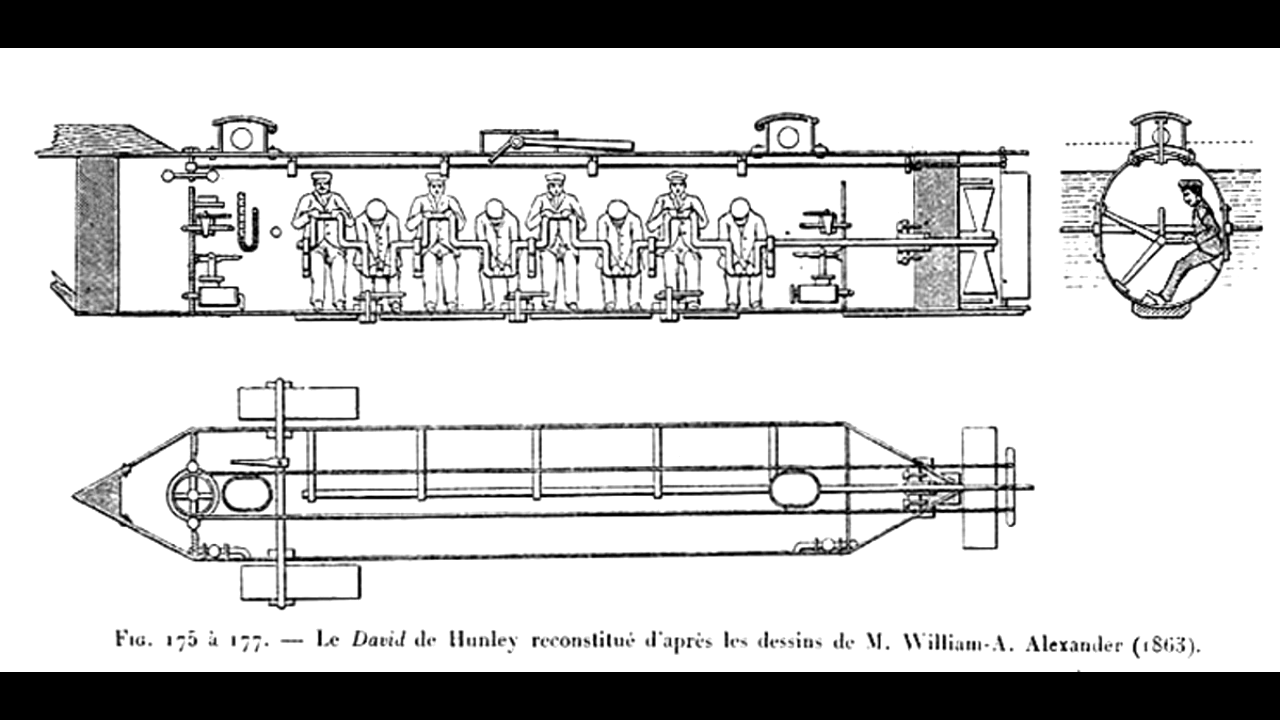 Fig. 175 à 177. — Le David de Hunley reconstitué d'après les dessins de M. William-A. Alexander (1863).